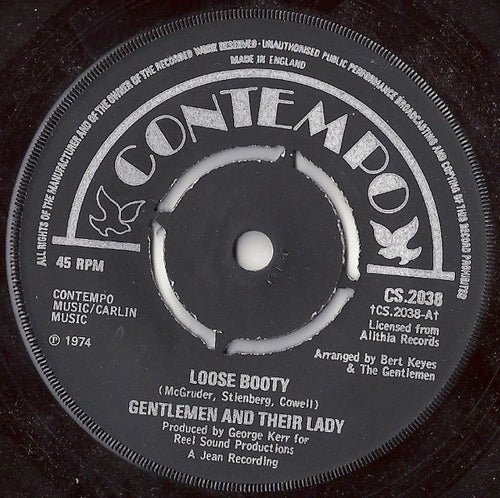 ALL RIGHTS OF THE MANUFACTURER AND OF THE OWNER OF THE RECORDED WORK RESERVED · UNAUTHORISED PUBLIC PERFORMANCE BROADCASTING AND COPYING OF THIS RECORD PROHIBITED
MADE IN ENGLAND
CONTEMPO
45 RPM
CONTEMPO
MUSIC/CARLIN
MUSIC
℗ 1974
CS.2038
†CS.2038-A†
Licensed from
Alithia Records
Arranged by Bert Keyes
& The Gentlemen
LOOSE BOOTY
(McGruder, Stienberg, Cowell)
GENTLEMEN AND THEIR LADY
Produced by George Kerr for
Reel Sound Productions
A Jean Recording